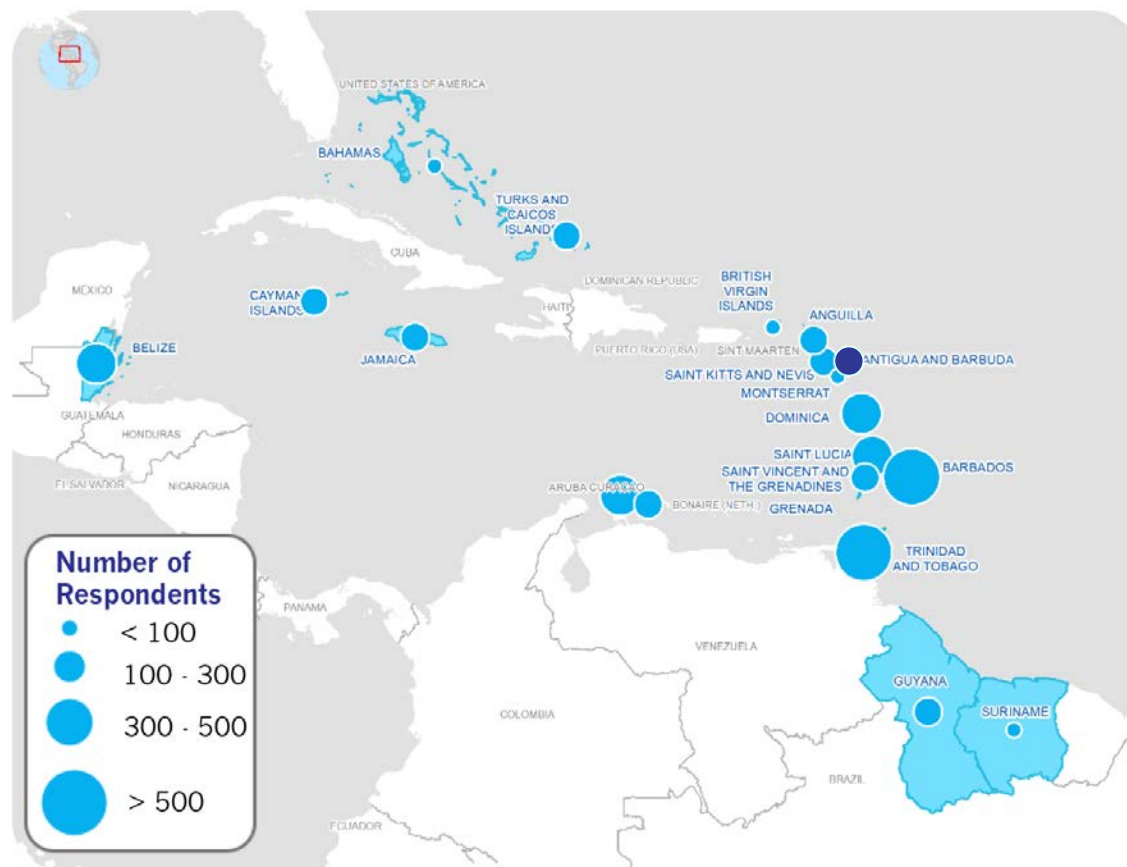 UNITED STATES OF AMERICA
BAHAMAS
TURKS AND
CAICOS
ISLANDS
CUBA
MEXICO
CAYMAN
ISLANDS
DOMINICAN REPUBLIC
HAITI
BRITISH
VIRGIN
ISLANDS
ANGUILLA
BELIZE
JAMAICA
PUERTO RICO (USA)
SINT MAARTEN
ANTIGUA AND BARBUDA
SAINT KITTS AND NEVIS
MONTSERRAT
GUATEMALA
DOMINICA
HONDURAS
SAINT LUCIA
BARBADOS
SAINT VINCENT AND
THE GRENADINES
EL SALVADOR
NICARAGUA
ARUBA
CURAÇAO
BONAIRE (NETH.)
GRENADA
TRINIDAD
AND TOBAGO
PANAMA
VENEZUELA
GUYANA
SURINAME
COLOMBIA
BRAZIL
ECUADOR
Number of
Respondents
< 100
100 - 300
300 - 500
> 500